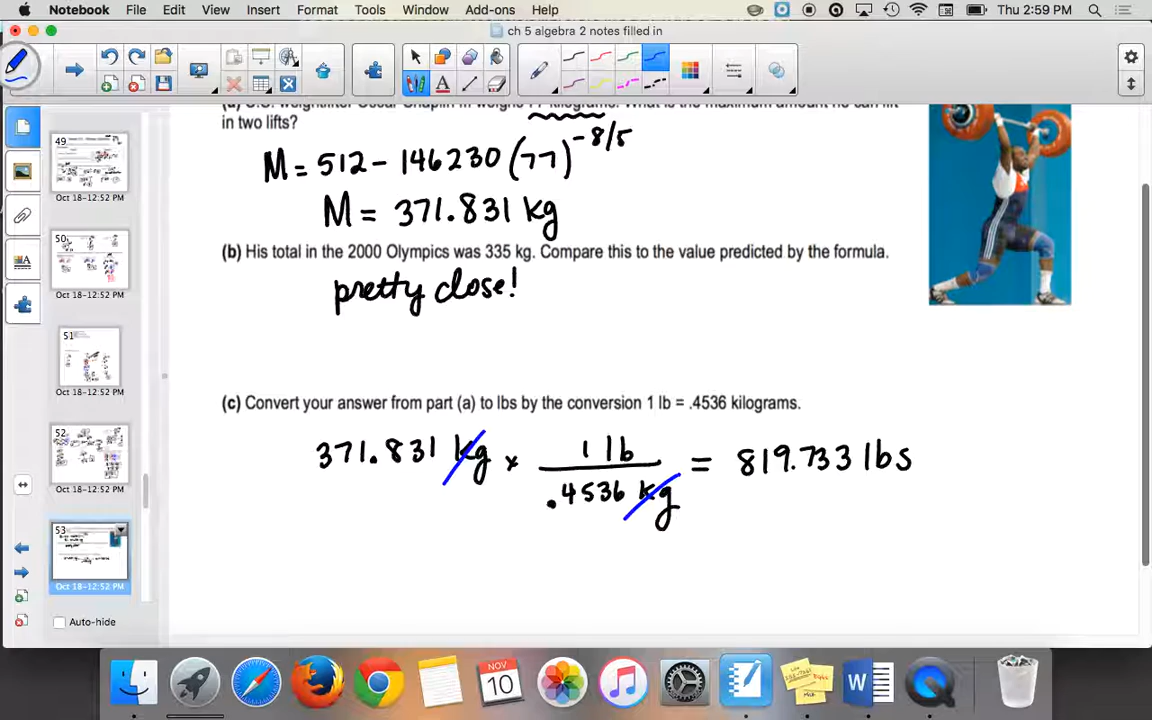 Notebook File Edit View Insert Format Tools Add-ons Window Help Thu 2:59 PM
ch 5 algebra 2 notes filled in
in two lifts?
M = 512 - 146230 (77)^-8/5
M = 371.831 kg
(b) His total in the 2000 Olympics was 335 kg. Compare this to the value predicted by the formula.
pretty close!
(c) Convert your answer from part (a) to lbs by the conversion 1 lb = .4536 kilograms.
371.831 kg × 1 lb / .4536 kg = 819.733 lbs
49
Oct 18-12:52 PM
50
Oct 18-12:52 PM
51
Oct 18-12:52 PM
52
Oct 18-12:52 PM
53
Oct 18-12:52 PM
Auto-hide
NOV
10
W